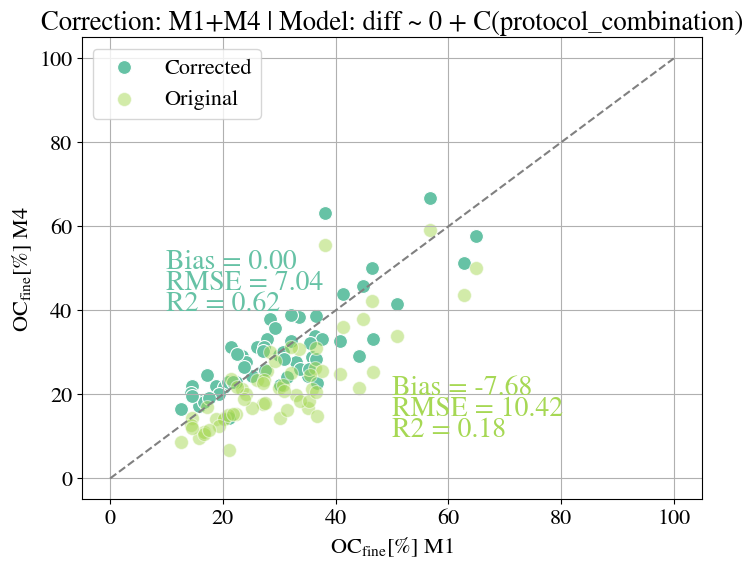 Correction: M1+M4 | Model: diff ~ 0 + C(protocol_combination)
100
Corrected
Original
80
60
OC_fine[%] M4
Bias = 0.00
RMSE = 7.04
R2 = 0.62
40
20
Bias = -7.68
RMSE = 10.42
R2 = 0.18
0
0 20 40 60 80 100
OC_fine[%] M1